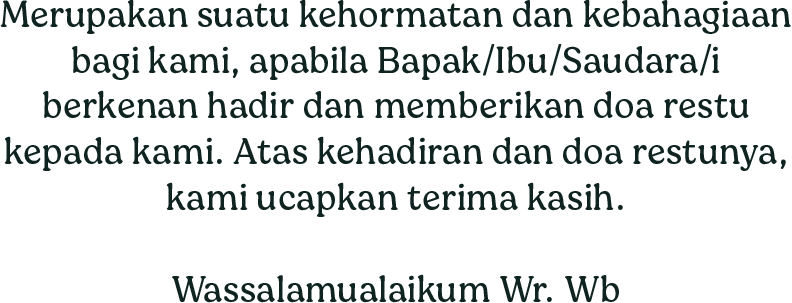 Merupakan suatu kehormatan dan kebahagiaan
bagi kami, apabila Bapak/Ibu/Saudara/i
berkenan hadir dan memberikan doa restu
kepada kami. Atas kehadiran dan doa restunya,
kami ucapkan terima kasih.
Wassalamualaikum Wr. Wb